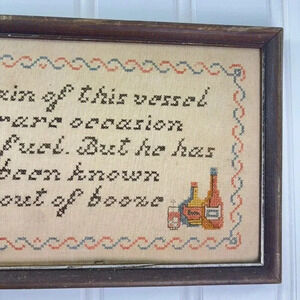 ain of this vessel
rare occasion
fuel. But he has
been known
out of booze